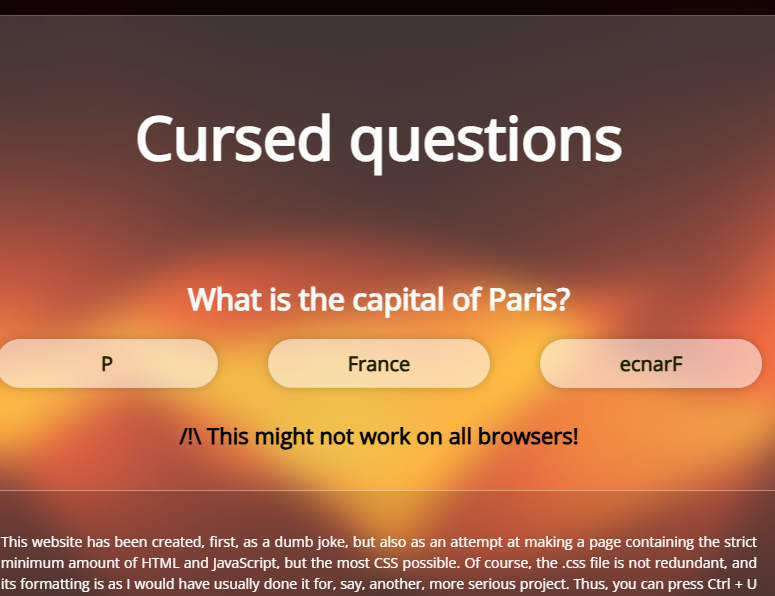 Cursed questions
What is the capital of Paris?
P
France
ecnarF
/!\ This might not work on all browsers!
This website has been created, first, as a dumb joke, but also as an attempt at making a page containing the strict
minimum amount of HTML and JavaScript, but the most CSS possible. Of course, the .css file is not redundant, and
its formatting is as I would have usually done it for, say, another, more serious project. Thus, you can press Ctrl + U